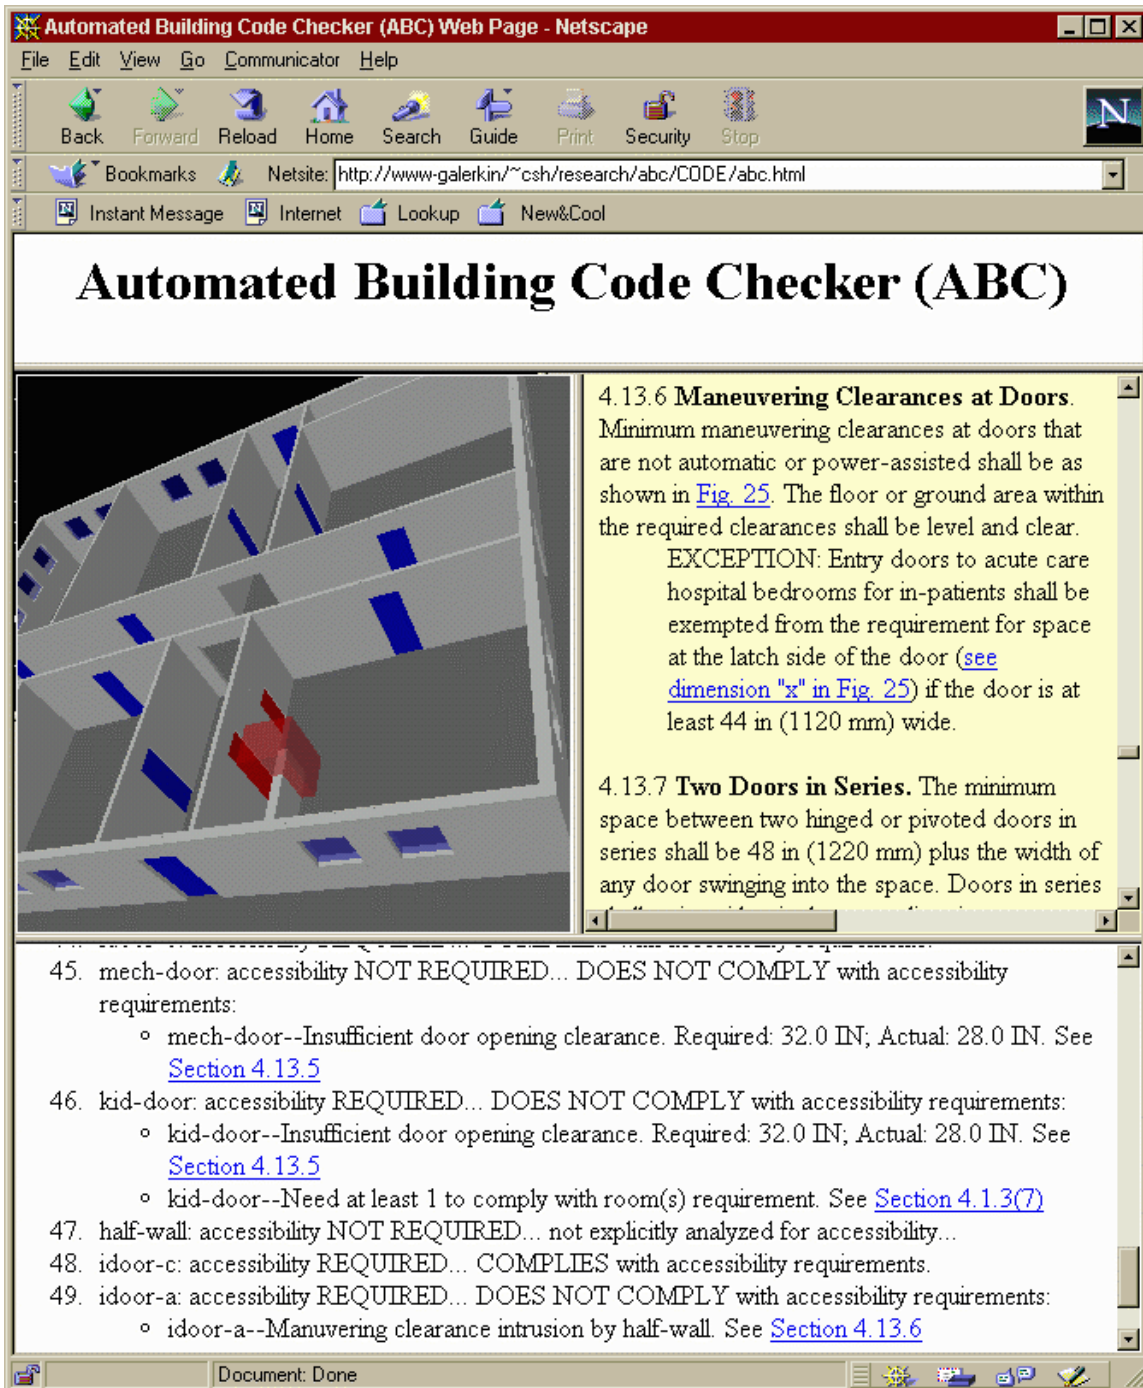 Automated Building Code Checker (ABC) Web Page - Netscape
File Edit View Go Communicator Help
Back Forward Reload Home Search Guide Print Security Stop
N
Bookmarks Netsite: http://www-galerkin/~csh/research/abc/CODE/abc.html
Instant Message Internet Lookup New&Cool
Automated Building Code Checker (ABC)
4.13.6 Maneuvering Clearances at Doors.
Minimum maneuvering clearances at doors that
are not automatic or power-assisted shall be as
shown in Fig. 25. The floor or ground area within
the required clearances shall be level and clear.
EXCEPTION: Entry doors to acute care
hospital bedrooms for in-patients shall be
exempted from the requirement for space
at the latch side of the door (see
dimension "x" in Fig. 25) if the door is at
least 44 in (1120 mm) wide.
4.13.7 Two Doors in Series. The minimum
space between two hinged or pivoted doors in
series shall be 48 in (1220 mm) plus the width of
any door swinging into the space. Doors in series
45. mech-door: accessibility NOT REQUIRED... DOES NOT COMPLY with accessibility
requirements:
mech-door--Insufficient door opening clearance. Required: 32.0 IN; Actual: 28.0 IN. See
Section 4.13.5
46. kid-door: accessibility REQUIRED... DOES NOT COMPLY with accessibility requirements:
kid-door--Insufficient door opening clearance. Required: 32.0 IN; Actual: 28.0 IN. See
Section 4.13.5
kid-door--Need at least 1 to comply with room(s) requirement. See Section 4.1.3(7)
47. half-wall: accessibility NOT REQUIRED... not explicitly analyzed for accessibility...
48. idoor-c: accessibility REQUIRED... COMPLIES with accessibility requirements.
49. idoor-a: accessibility REQUIRED... DOES NOT COMPLY with accessibility requirements:
idoor-a--Manuvering clearance intrusion by half-wall. See Section 4.13.6
Document: Done